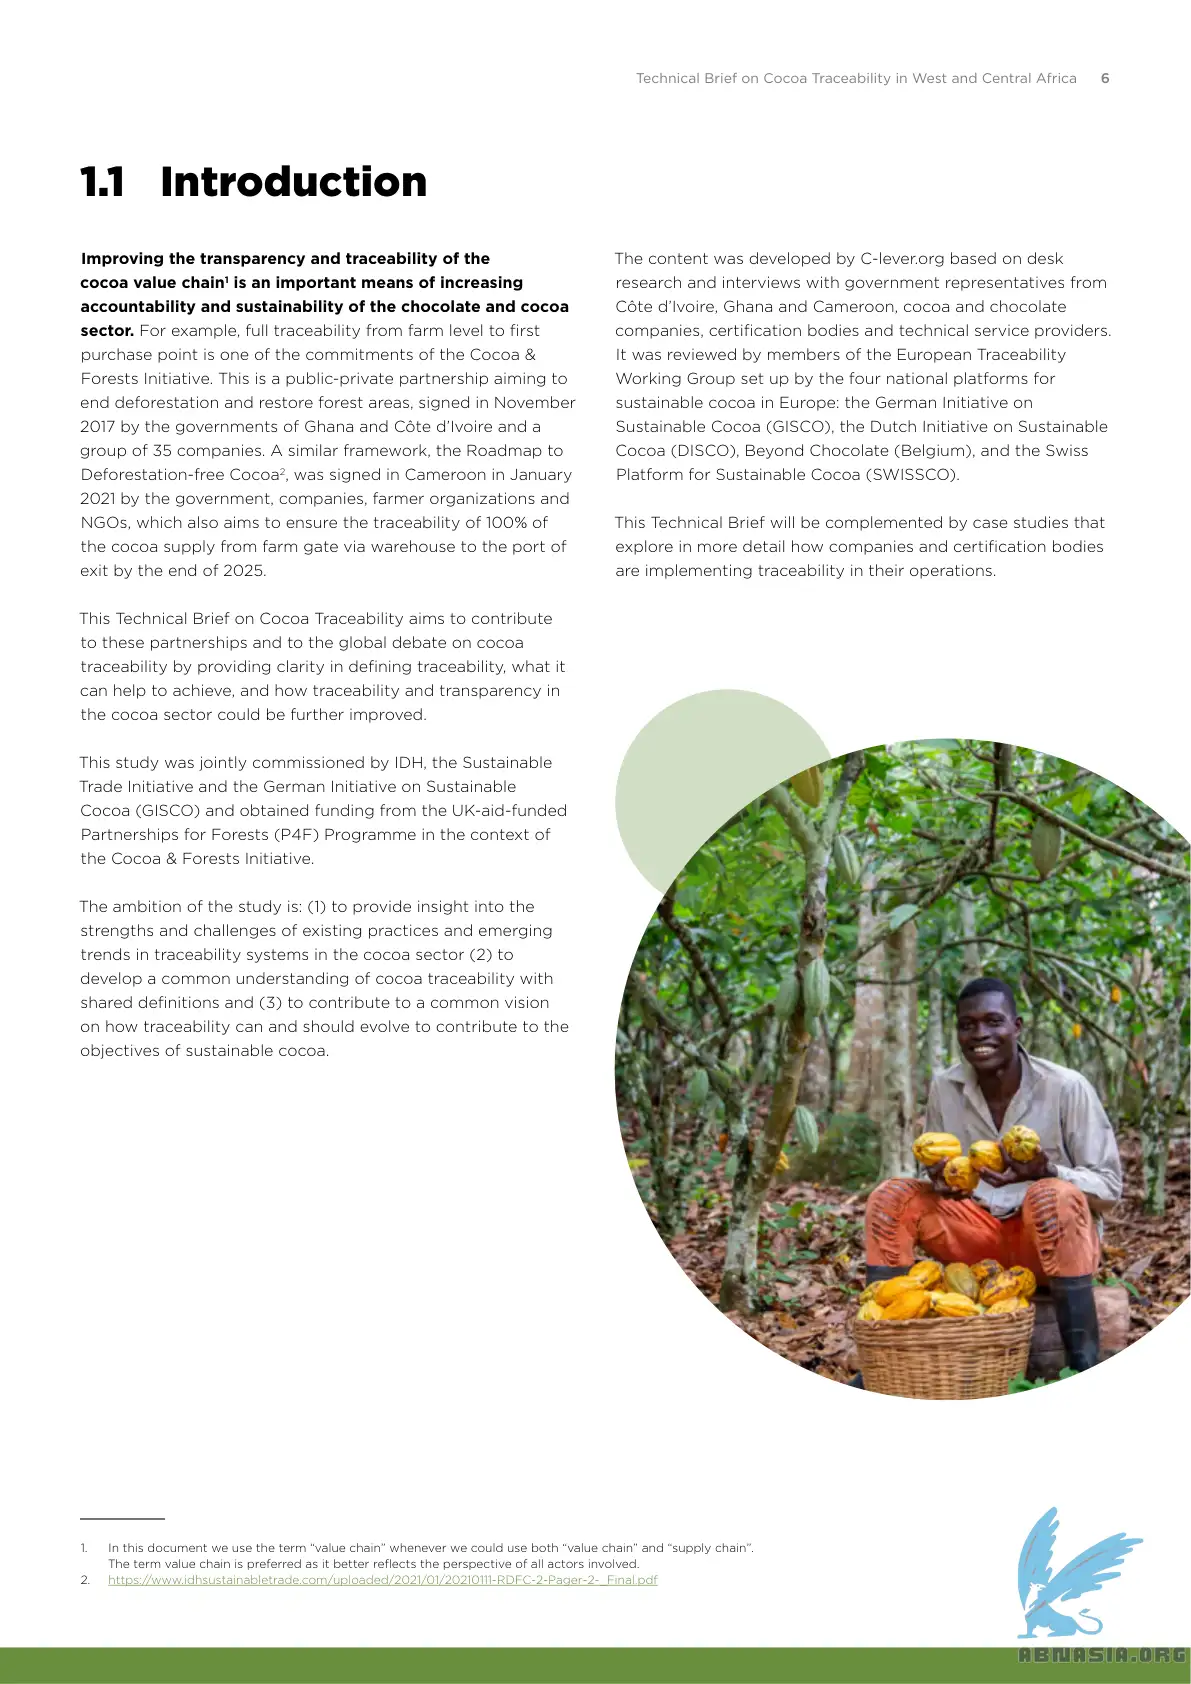 Technical Brief on Cocoa Traceability in West and Central Africa 6
1.1 Introduction
Improving the transparency and traceability of the
cocoa value chain¹ is an important means of increasing
accountability and sustainability of the chocolate and cocoa
sector. For example, full traceability from farm level to first
purchase point is one of the commitments of the Cocoa &
Forests Initiative. This is a public-private partnership aiming to
end deforestation and restore forest areas, signed in November
2017 by the governments of Ghana and Côte d’Ivoire and a
group of 35 companies. A similar framework, the Roadmap to
Deforestation-free Cocoa², was signed in Cameroon in January
2021 by the government, companies, farmer organizations and
NGOs, which also aims to ensure the traceability of 100% of
the cocoa supply from farm gate via warehouse to the port of
exit by the end of 2025.
This Technical Brief on Cocoa Traceability aims to contribute
to these partnerships and to the global debate on cocoa
traceability by providing clarity in defining traceability, what it
can help to achieve, and how traceability and transparency in
the cocoa sector could be further improved.
This study was jointly commissioned by IDH, the Sustainable
Trade Initiative and the German Initiative on Sustainable
Cocoa (GISCO) and obtained funding from the UK-aid-funded
Partnerships for Forests (P4F) Programme in the context of
the Cocoa & Forests Initiative.
The ambition of the study is: (1) to provide insight into the
strengths and challenges of existing practices and emerging
trends in traceability systems in the cocoa sector (2) to
develop a common understanding of cocoa traceability with
shared definitions and (3) to contribute to a common vision
on how traceability can and should evolve to contribute to the
objectives of sustainable cocoa.
The content was developed by C-lever.org based on desk
research and interviews with government representatives from
Côte d’Ivoire, Ghana and Cameroon, cocoa and chocolate
companies, certification bodies and technical service providers.
It was reviewed by members of the European Traceability
Working Group set up by the four national platforms for
sustainable cocoa in Europe: the German Initiative on
Sustainable Cocoa (GISCO), the Dutch Initiative on Sustainable
Cocoa (DISCO), Beyond Chocolate (Belgium), and the Swiss
Platform for Sustainable Cocoa (SWISSCO).
This Technical Brief will be complemented by case studies that
explore in more detail how companies and certification bodies
are implementing traceability in their operations.
1. In this document we use the term “value chain” whenever we could use both “value chain” and “supply chain”.
The term value chain is preferred as it better reflects the perspective of all actors involved.
2. https://www.idhsustainabletrade.com/uploaded/2021/01/20210111-RDFC-2-Pager-2-_Final.pdf
ABNASIA.ORG